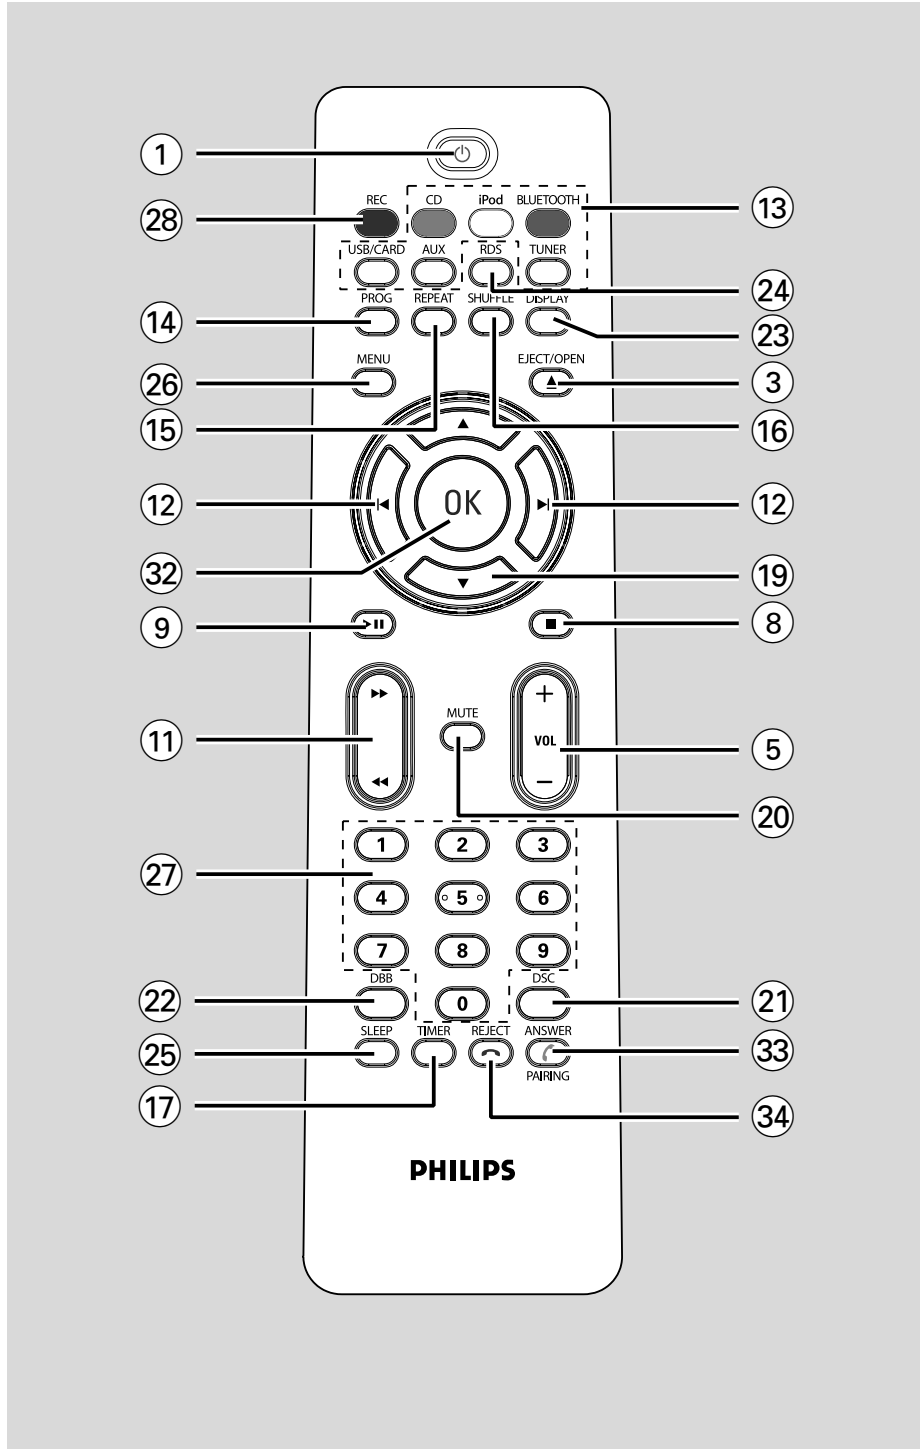 1
REC CD iPod BLUETOOTH
28 13
USB/CARD AUX RDS TUNER
24
PROG REPEAT SHUFFLE DISPLAY
14 23
MENU EJECT/OPEN
26 3
15 16
12 OK 12
32 19
9 8
MUTE
11 VOL 5
20
1 2 3
27
4 5 6
7 8 9
DBB DSC
22 0 21
SLEEP TIMER REJECT ANSWER
25 33
PAIRING
17 34
PHILIPS